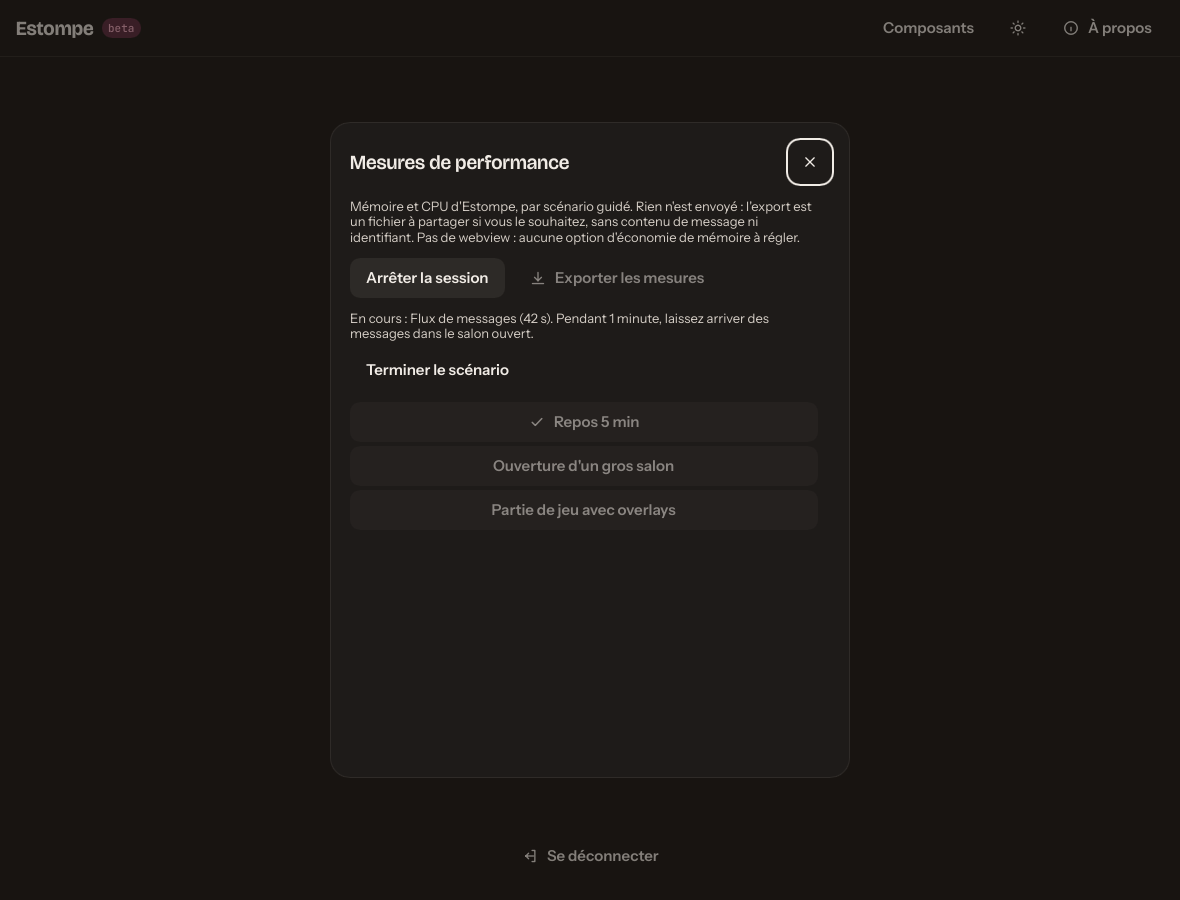 Estompe beta
Composants
À propos
Mesures de performance
Mémoire et CPU d'Estompe, par scénario guidé. Rien n'est envoyé : l'export est
un fichier à partager si vous le souhaitez, sans contenu de message ni
identifiant. Pas de webview : aucune option d'économie de mémoire à régler.
Arrêter la session
Exporter les mesures
En cours : Flux de messages (42 s). Pendant 1 minute, laissez arriver des
messages dans le salon ouvert.
Terminer le scénario
Repos 5 min
Ouverture d'un gros salon
Partie de jeu avec overlays
Se déconnecter